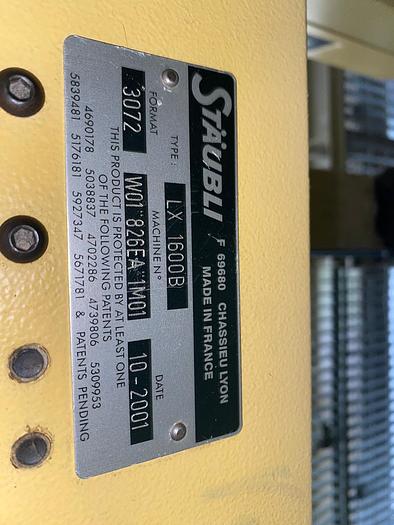 STÄUBLI
F 69680 CHASSIEU LYON
MADE IN FRANCE
TYPE: LX 1600B
FORMAT MACHINE N° DATE
3072 W01 826EA 1M01 10-2001
THIS PRODUCT IS PROTECTED BY AT LEAST ONE
OF THE FOLLOWING PATENTS
4690178 5038837 4702286 4739806 5309953
5839481 5176181 5927347 5671781 & PATENTS PENDING